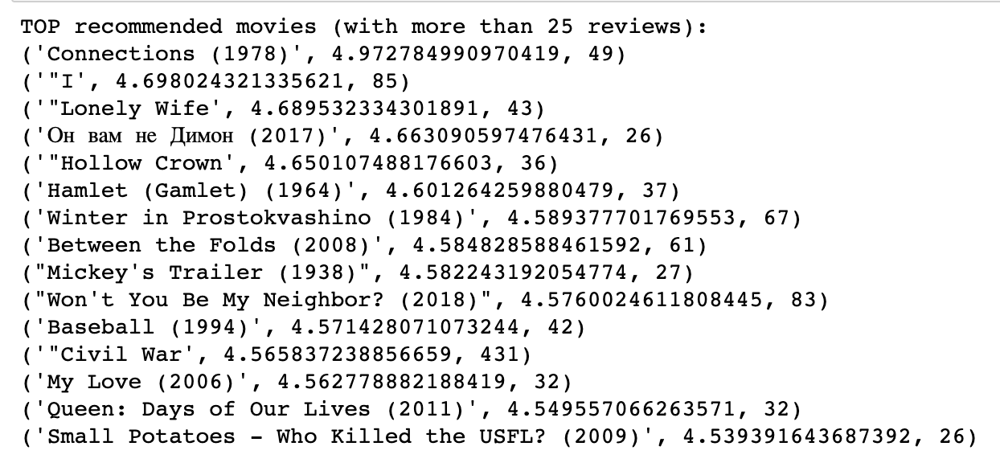 TOP recommended movies (with more than 25 reviews):
('Connections (1978)', 4.972784990970419, 49)
('"I', 4.698024321335621, 85)
('"Lonely Wife', 4.689532334301891, 43)
('Он вам не Димон (2017)', 4.663090597476431, 26)
('"Hollow Crown', 4.650107488176603, 36)
('Hamlet (Gamlet) (1964)', 4.601264259880479, 37)
('Winter in Prostokvashino (1984)', 4.589377701769553, 67)
('Between the Folds (2008)', 4.584828588461592, 61)
("Mickey's Trailer (1938)", 4.582243192054774, 27)
("Won't You Be My Neighbor? (2018)", 4.5760024611808445, 83)
('Baseball (1994)', 4.571428071073244, 42)
('"Civil War', 4.565837238856659, 431)
('My Love (2006)', 4.562778882188419, 32)
('Queen: Days of Our Lives (2011)', 4.549557066263571, 32)
('Small Potatoes – Who Killed the USFL? (2009)', 4.539391643687392, 26)